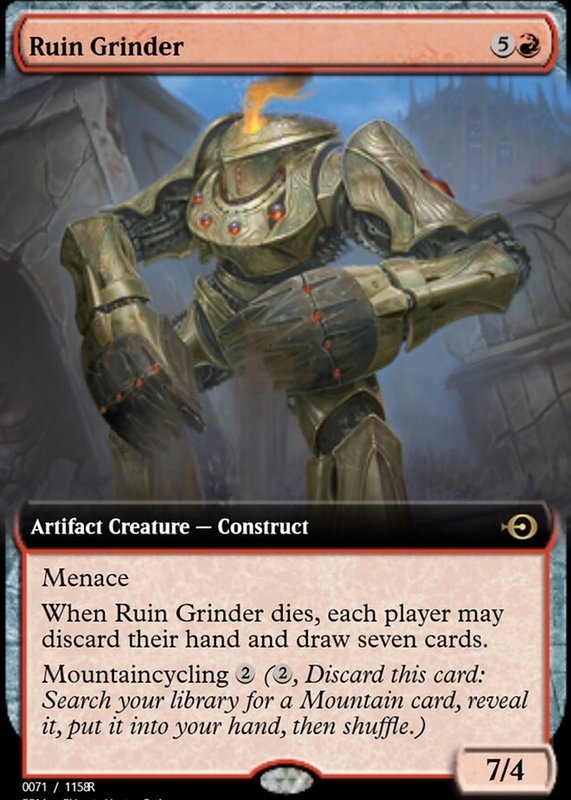 Ruin Grinder 5
Artifact Creature — Construct
Menace
When Ruin Grinder dies, each player may
discard their hand and draw seven cards.
Mountaincycling 2 (2, Discard this card:
Search your library for a Mountain card, reveal
it, put it into your hand, then shuffle.)
7/4
0071 / 1158R